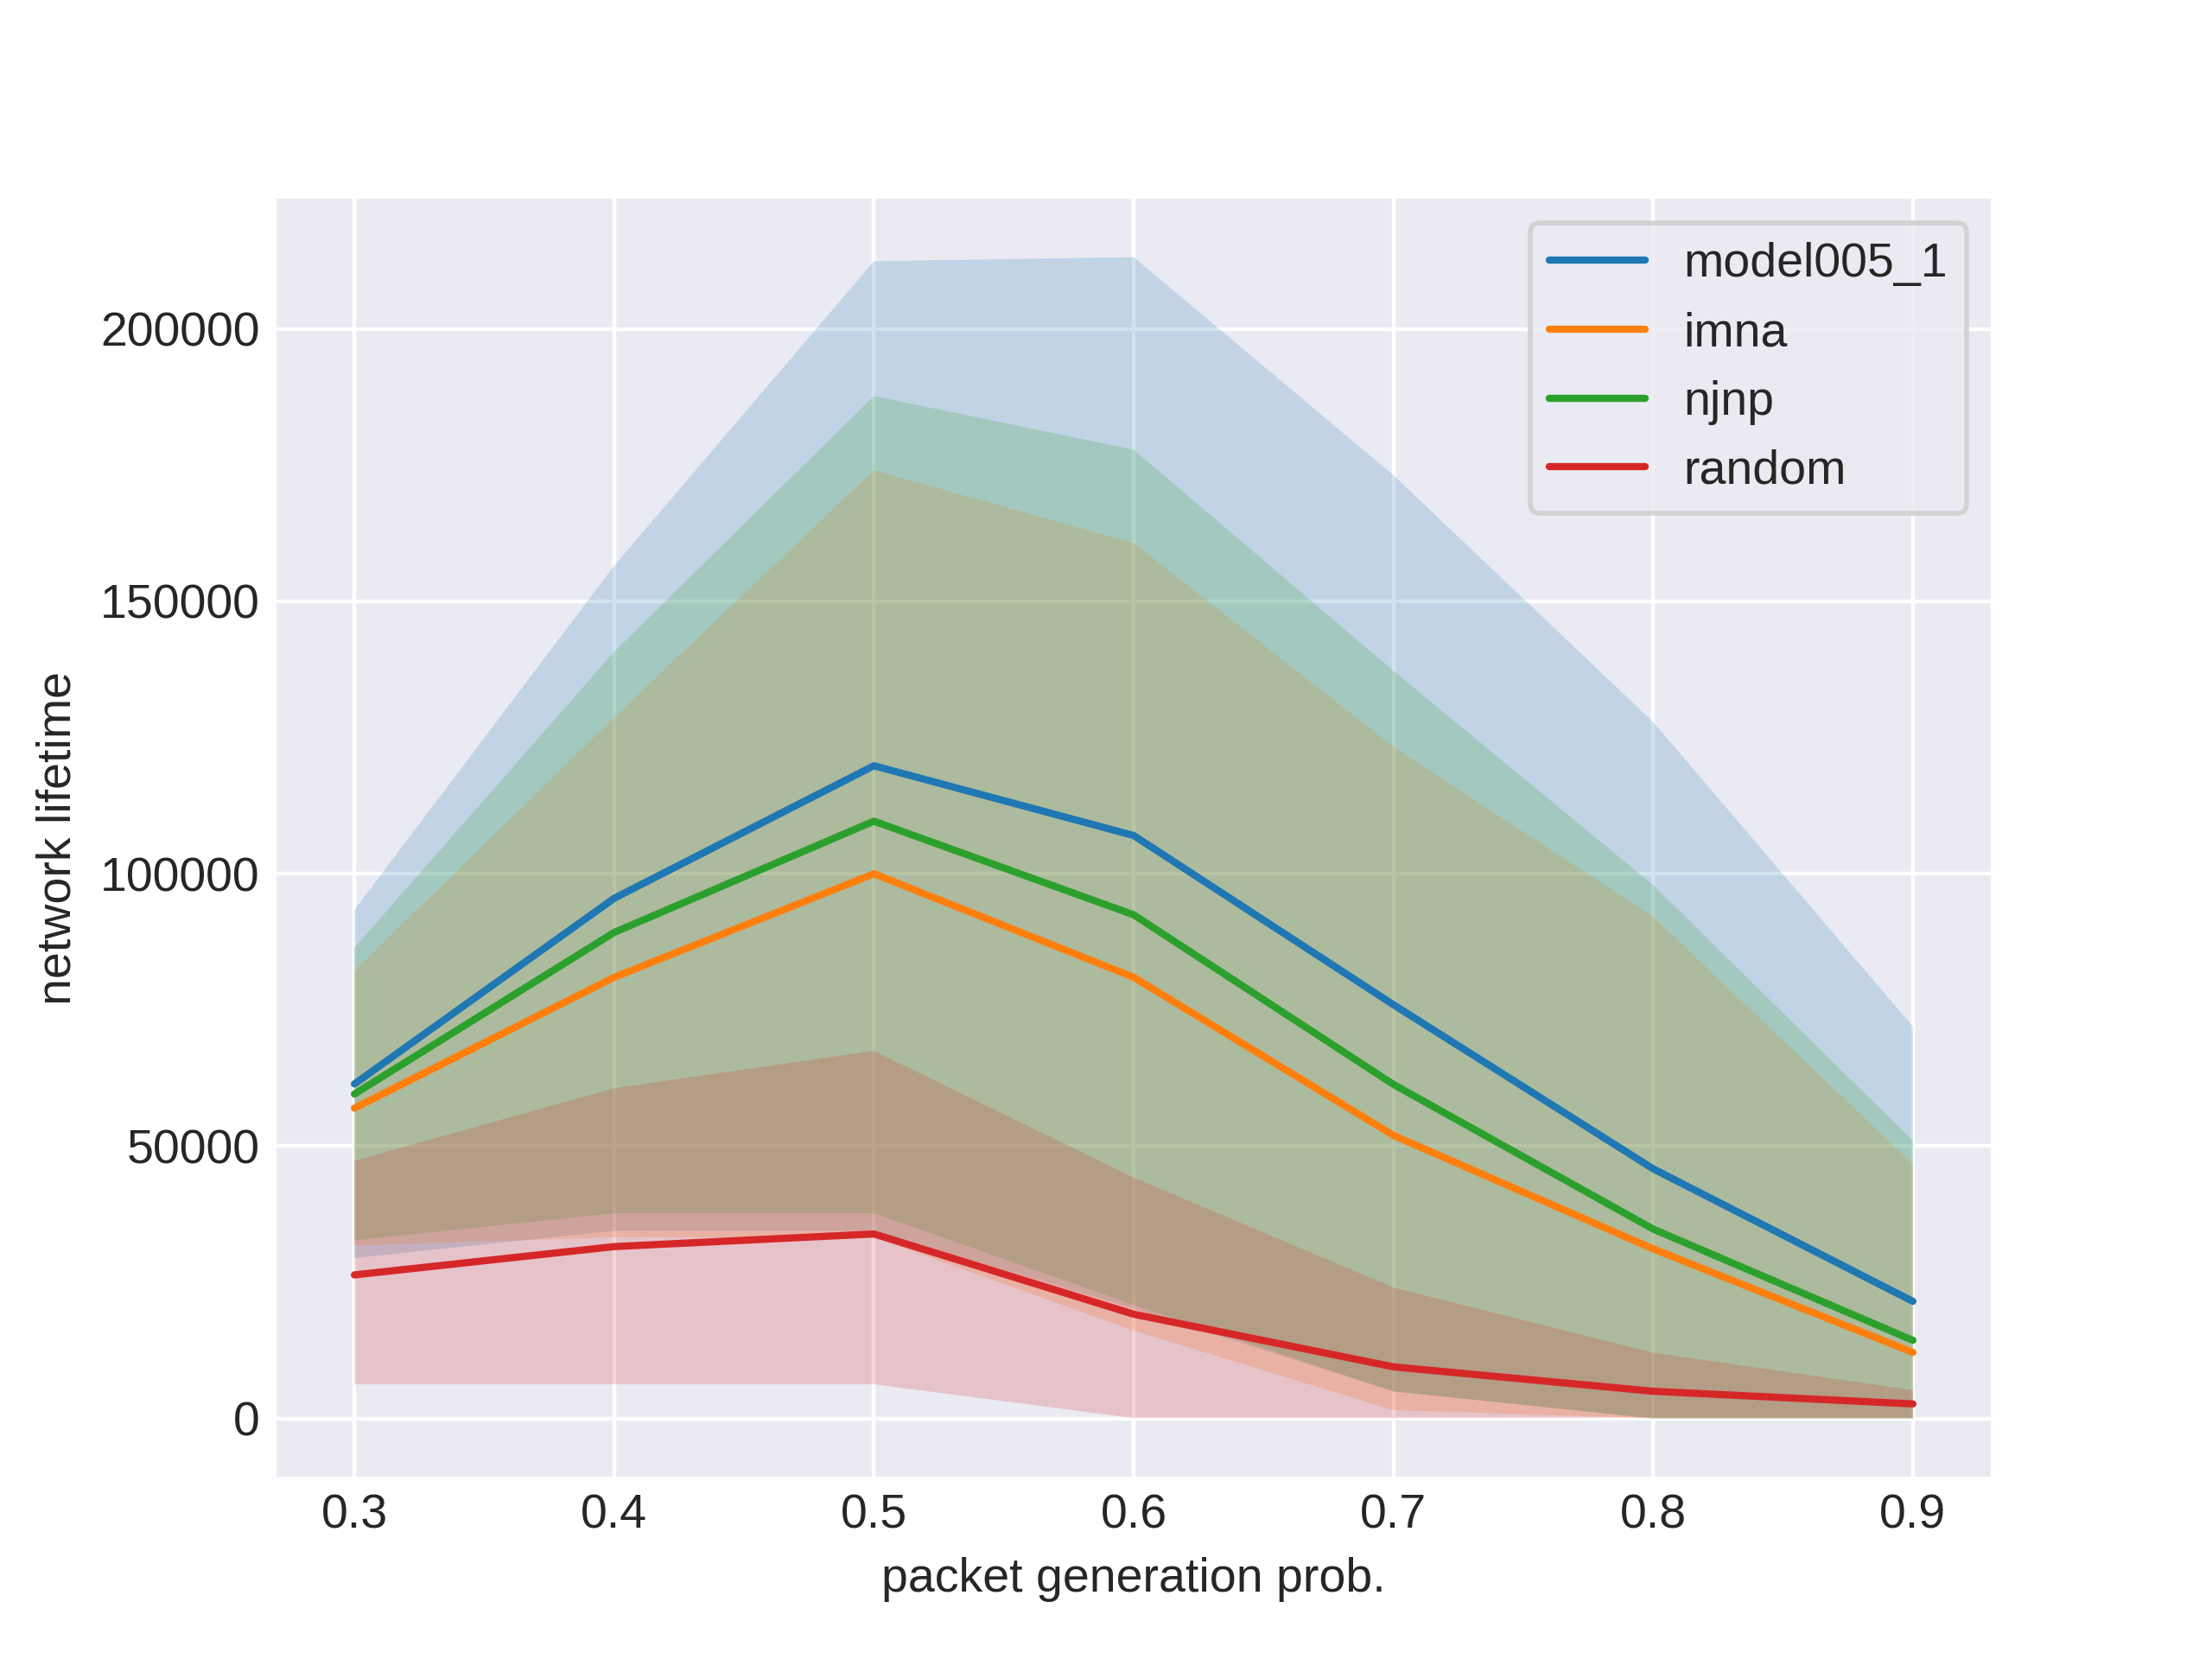 model005_1
imna
njnp
random
200000
150000
100000
50000
0
network lifetime
0.3 0.4 0.5 0.6 0.7 0.8 0.9
packet generation prob.